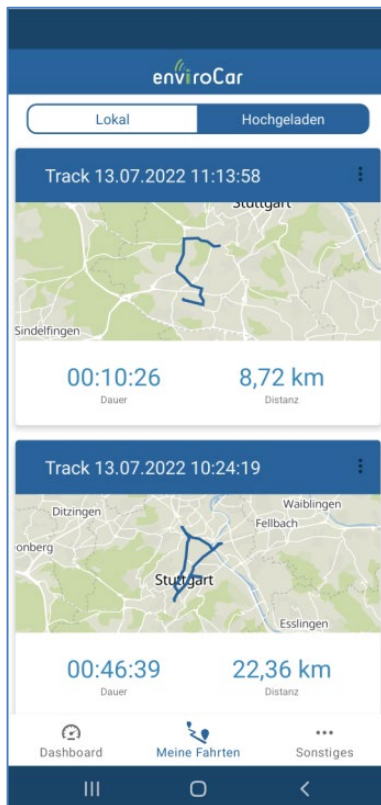 enviroCar
Lokal
Hochgeladen
Track 13.07.2022 11:13:58
Stuttgart
Sindelfingen
00:10:26
8,72 km
Dauer
Distanz
Track 13.07.2022 10:24:19
Waiblingen
Ditzingen
Fellbach
onberg
Stuttgart
Esslingen
00:46:39
22,36 km
Dauer
Distanz
Dashboard
Meine Fahrten
Sonstiges